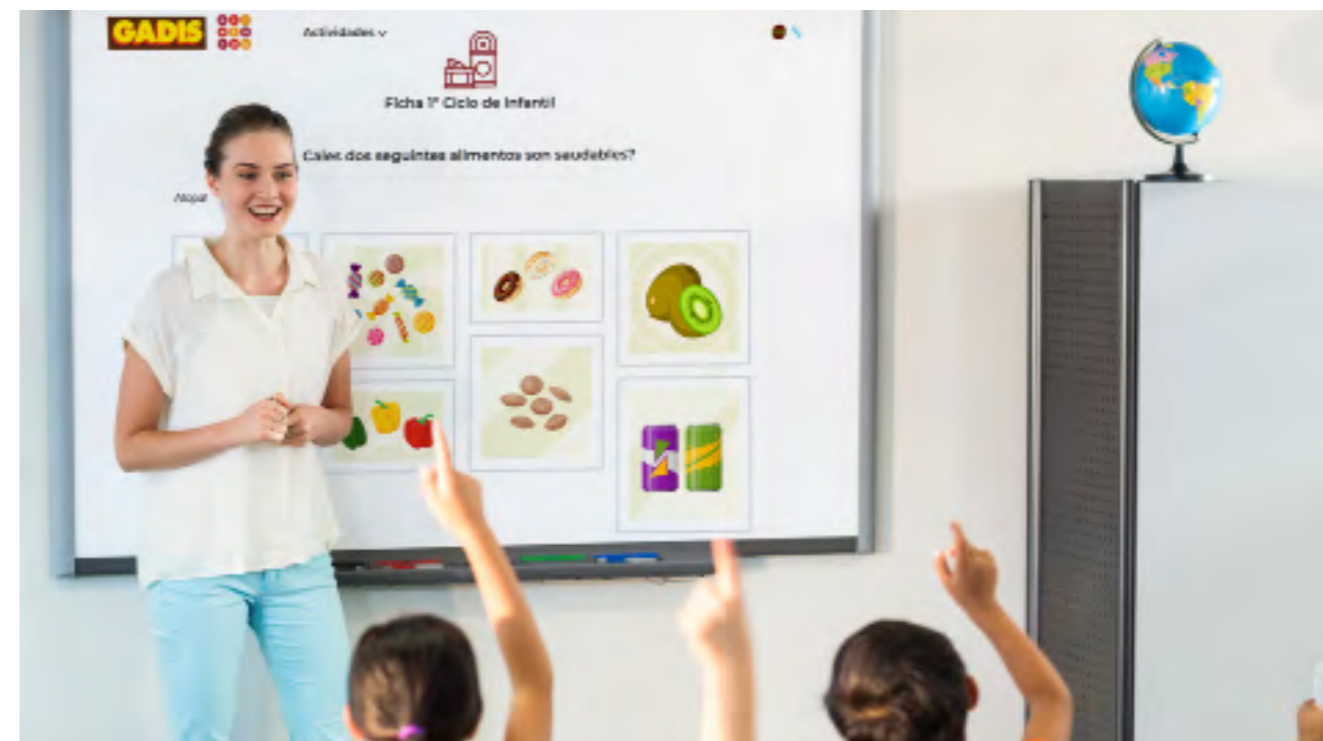 GADIS
Actividades
Ficha 1º Ciclo de Infantil
Cales dos seguintes alimentos son saudables?